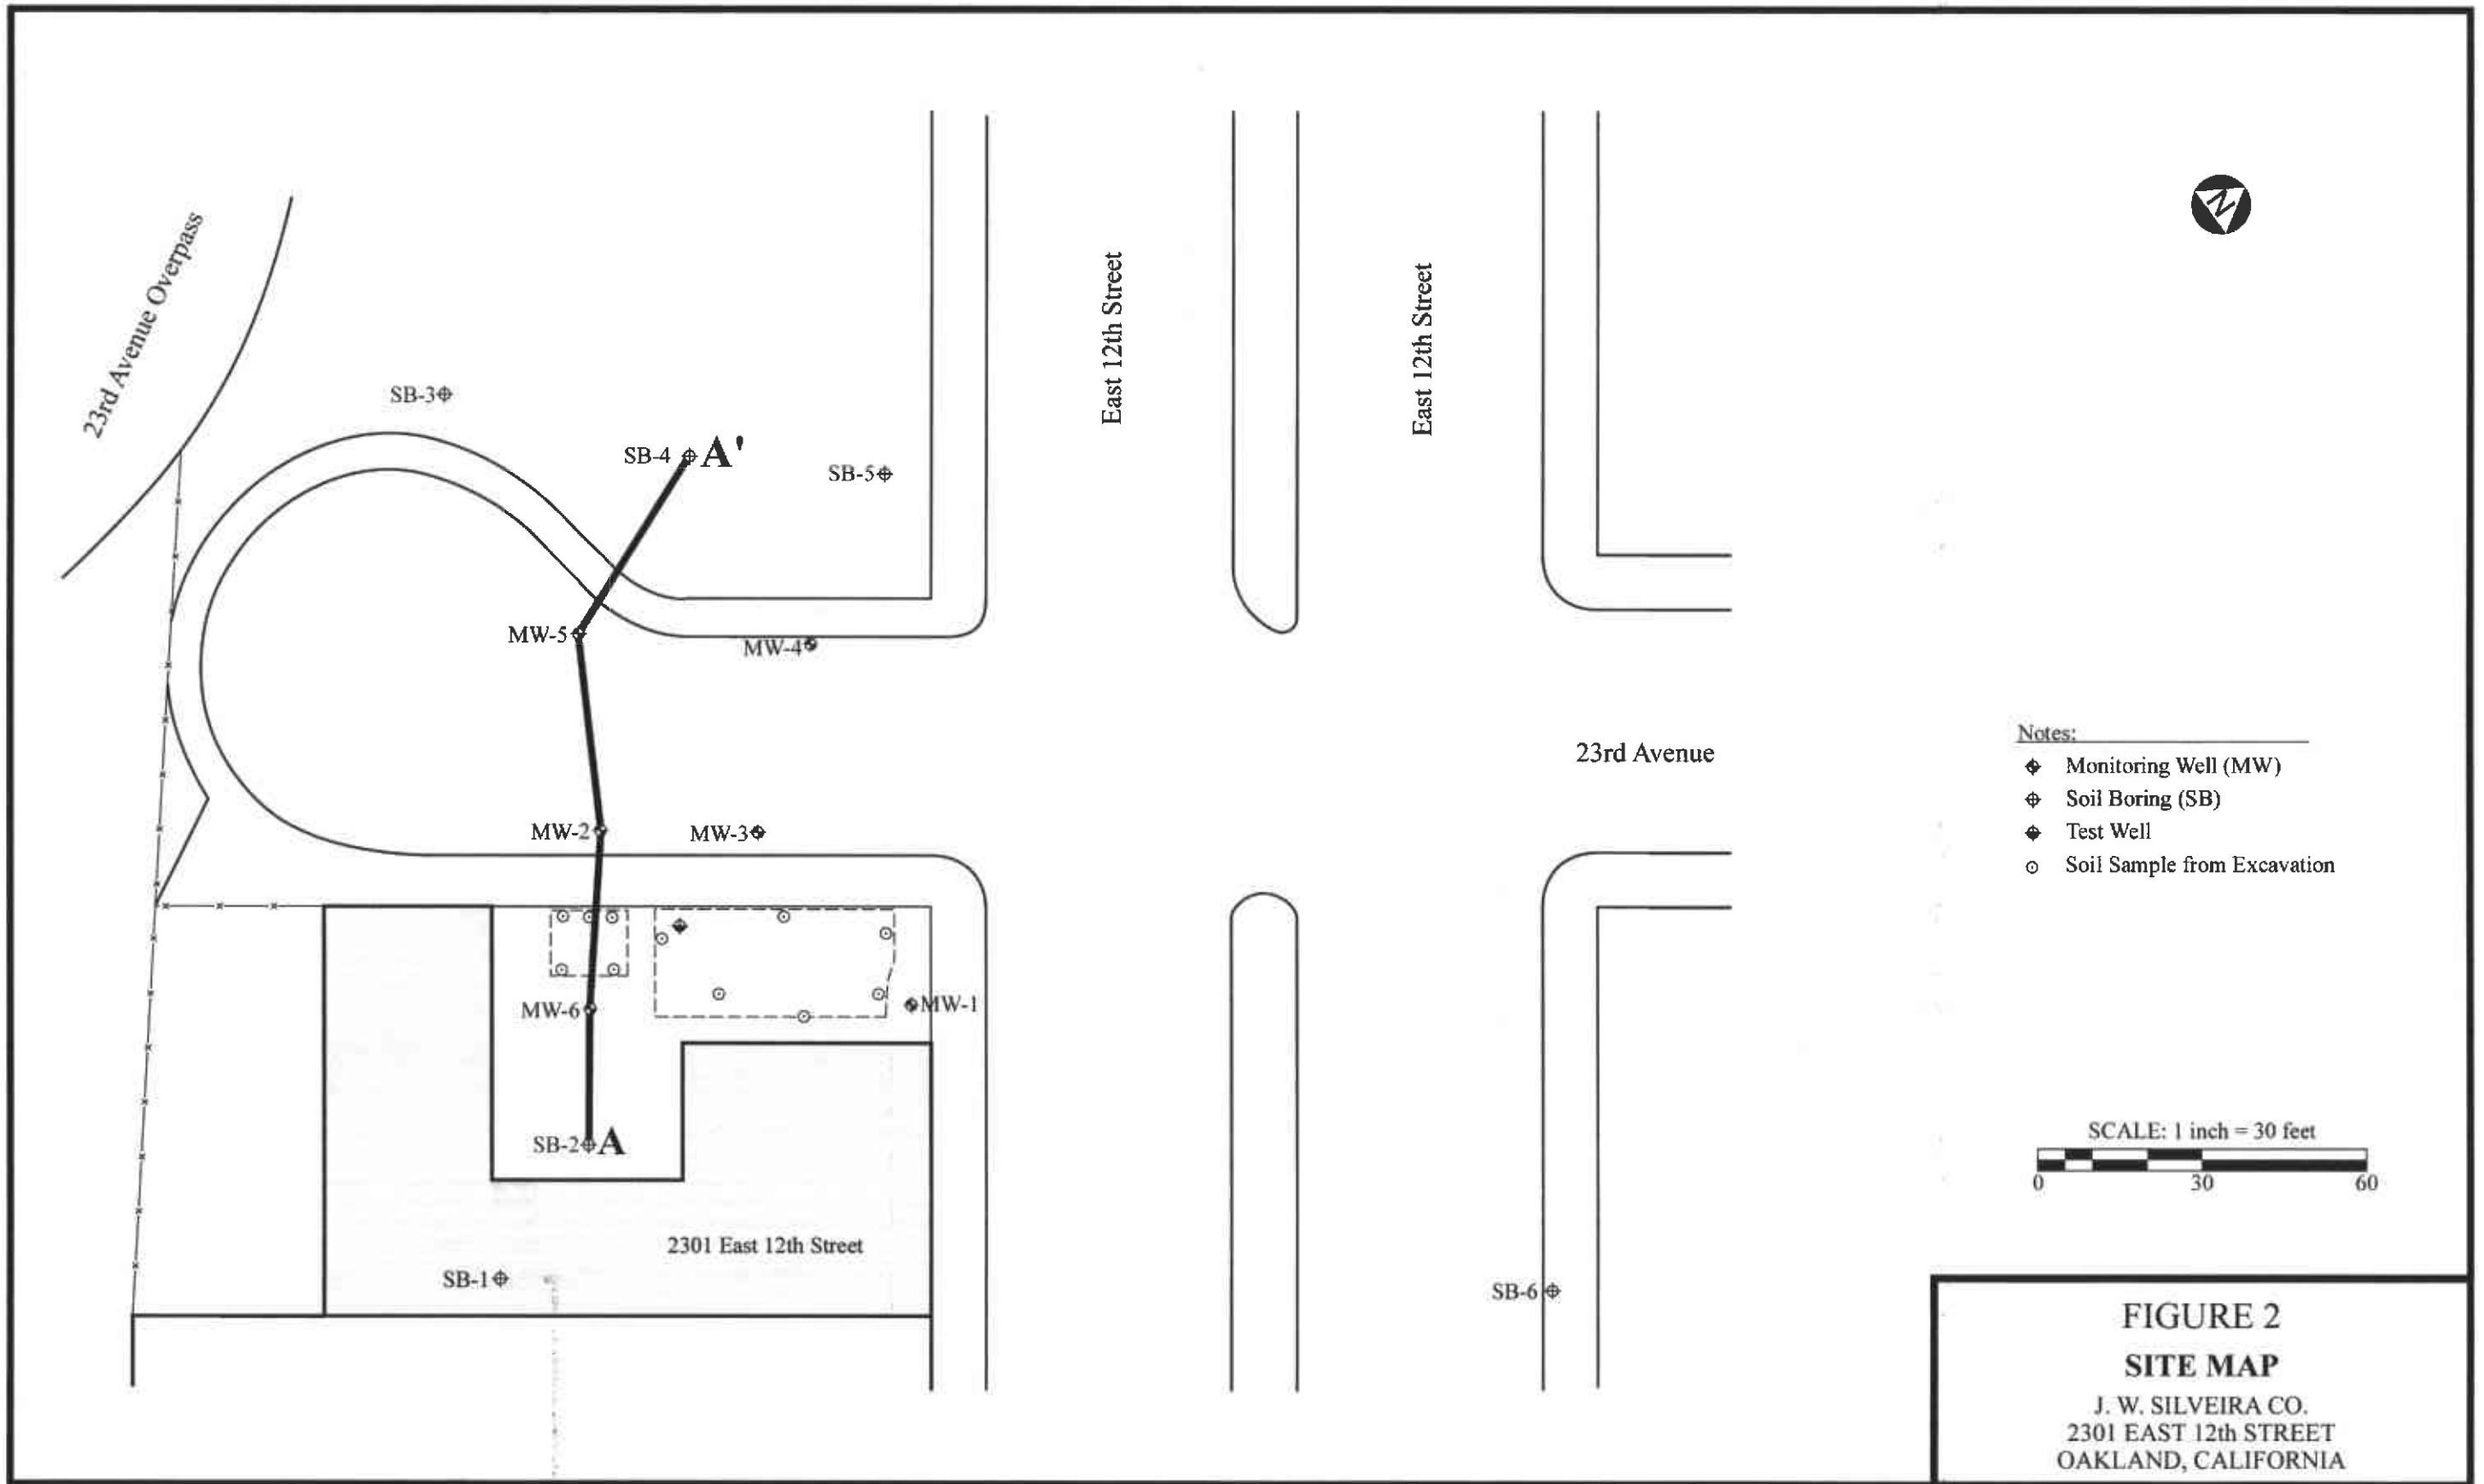 23rd Avenue Overpass
East 12th Street
East 12th Street
N
SB-3
SB-4
A'
SB-5
MW-5
MW-4
23rd Avenue
MW-2
MW-3
MW-6
MW-1
SB-2
A
2301 East 12th Street
SB-1
SB-6
Notes:
Monitoring Well (MW)
Soil Boring (SB)
Test Well
Soil Sample from Excavation
SCALE: 1 inch = 30 feet
0 30 60
FIGURE 2
SITE MAP
J. W. SILVEIRA CO.
2301 EAST 12th STREET
OAKLAND, CALIFORNIA